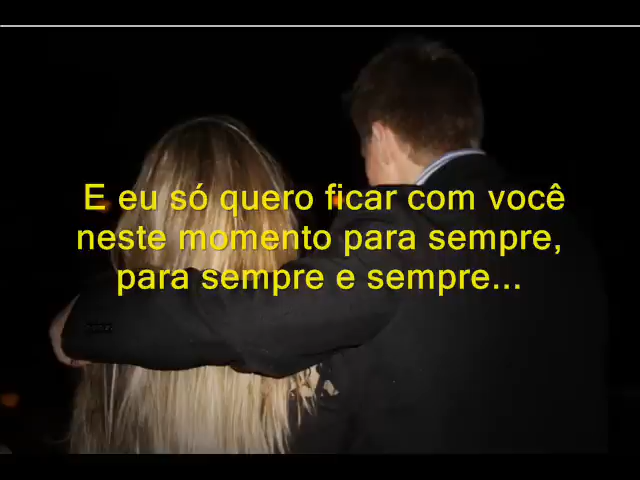 E eu só quero ficar com você
neste momento para sempre,
para sempre e sempre...